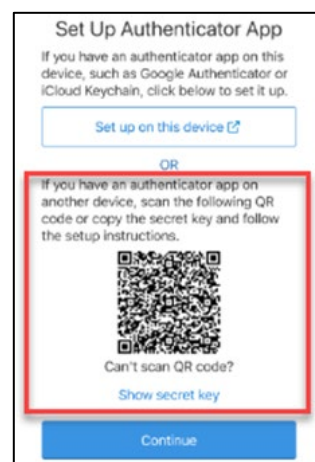 Set Up Authenticator App
If you have an authenticator app on this
device, such as Google Authenticator or
iCloud Keychain, click below to set it up.
Set up on this device
OR
If you have an authenticator app on
another device, scan the following QR
code or copy the secret key and follow
the setup instructions.
Can't scan QR code?
Show secret key
Continue